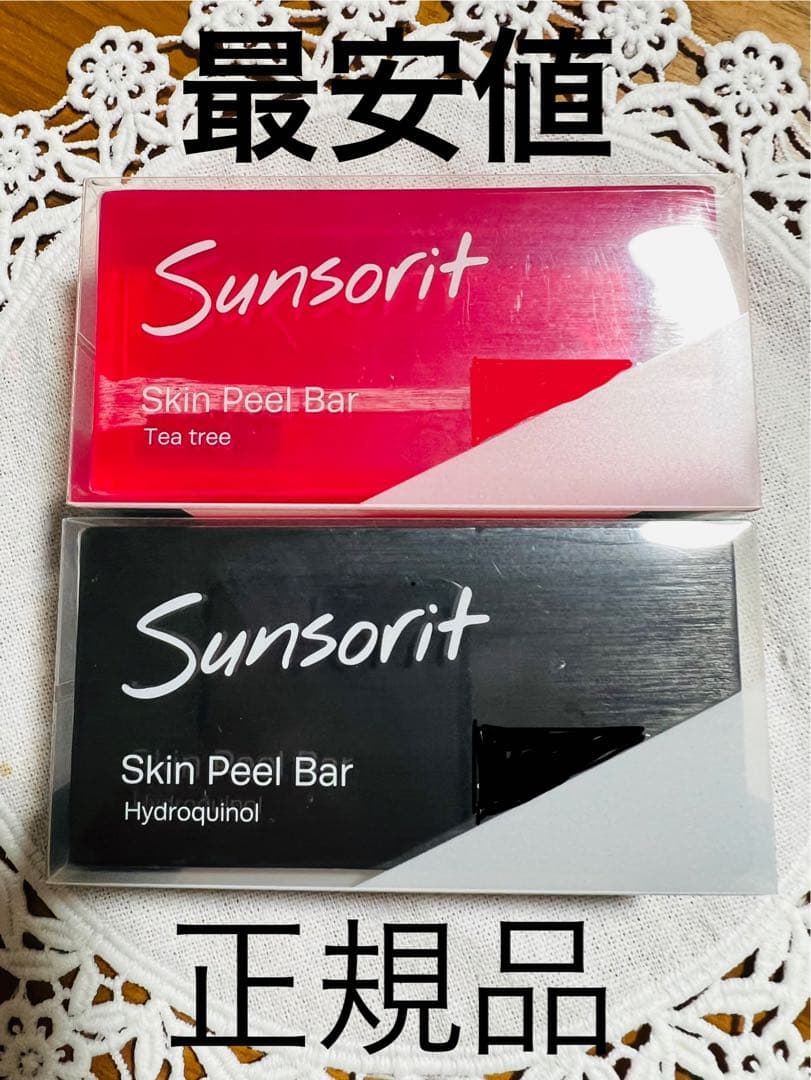 最安値
Sunsorit
Skin Peel Bar
Tea tree
Sunsorit
Skin Peel Bar
Hydroquinol
正規品